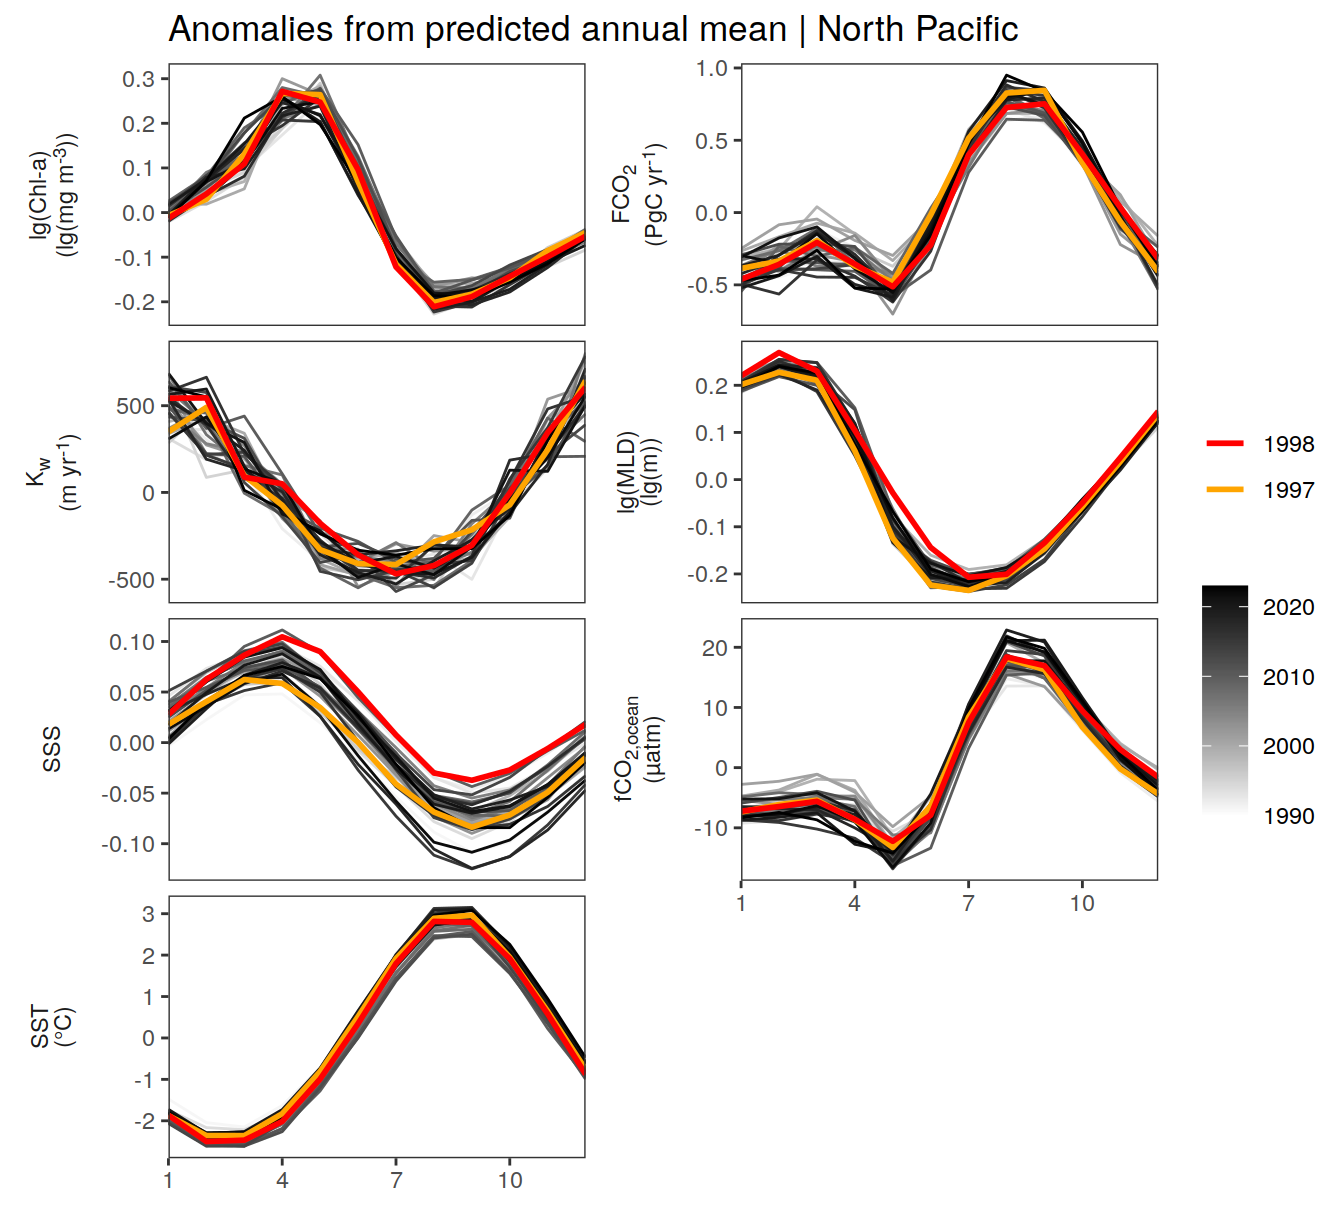 Anomalies from predicted annual mean | North Pacific
lg(Chl-a)
(lg(mg m-3))
0.3
0.2
0.1
0.0
-0.1
-0.2
FCO2
(PgC yr-1)
1.0
0.5
0.0
-0.5
Kw
(m yr-1)
500
0
-500
lg(MLD)
(lg(m))
0.2
0.1
0.0
-0.1
-0.2
SSS
0.10
0.05
0.00
-0.05
-0.10
fCO2,ocean
(µatm)
20
10
0
-10
1 4 7 10
SST
(°C)
3
2
1
0
-1
-2
1 4 7 10
1998
1997
2020
2010
2000
1990